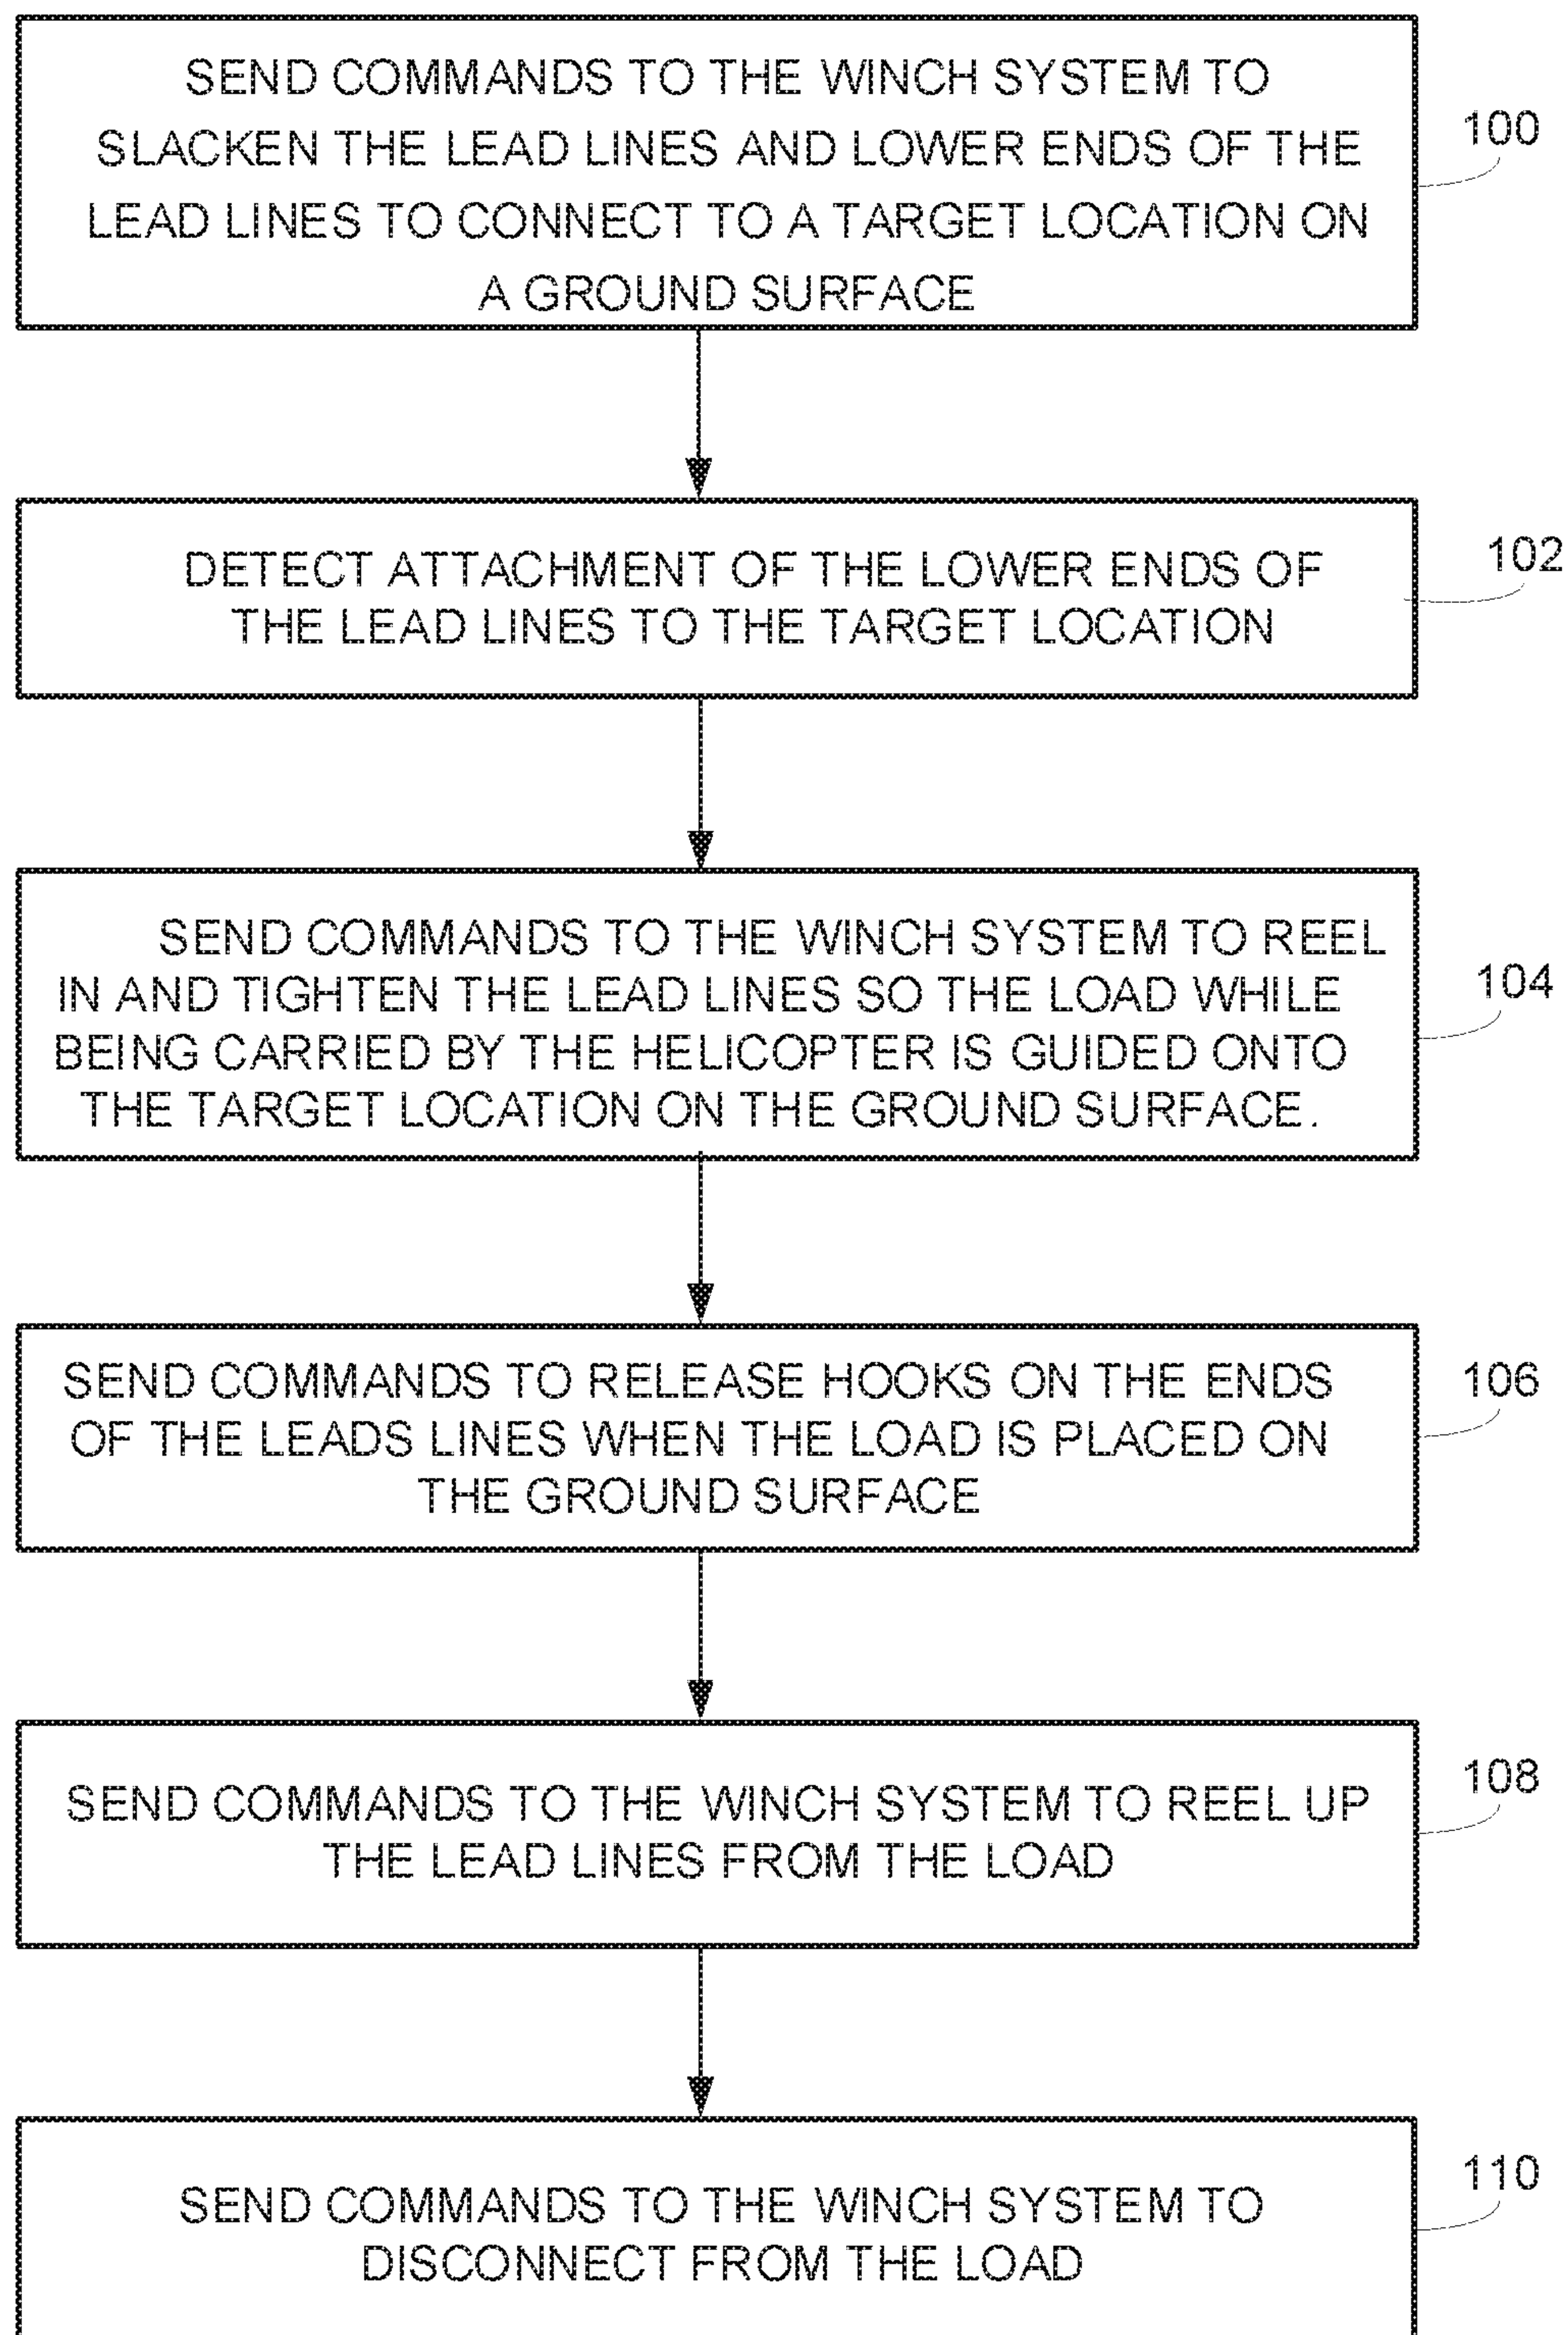 SEND COMMANDS TO THE WINCH SYSTEM TO
SLACKEN THE LEAD LINES AND LOWER ENDS OF THE
LEAD LINES TO CONNECT TO A TARGET LOCATION ON
A GROUND SURFACE
100
DETECT ATTACHMENT OF THE LOWER ENDS OF
THE LEAD LINES TO THE TARGET LOCATION
102
SEND COMMANDS TO THE WINCH SYSTEM TO REEL
IN AND TIGHTEN THE LEAD LINES SO THE LOAD WHILE
BEING CARRIED BY THE HELICOPTER IS GUIDED ONTO
THE TARGET LOCATION ON THE GROUND SURFACE.
104
SEND COMMANDS TO RELEASE HOOKS ON THE ENDS
OF THE LEADS LINES WHEN THE LOAD IS PLACED ON
THE GROUND SURFACE
106
SEND COMMANDS TO THE WINCH SYSTEM TO REEL UP
THE LEAD LINES FROM THE LOAD
108
SEND COMMANDS TO THE WINCH SYSTEM TO
DISCONNECT FROM THE LOAD
110